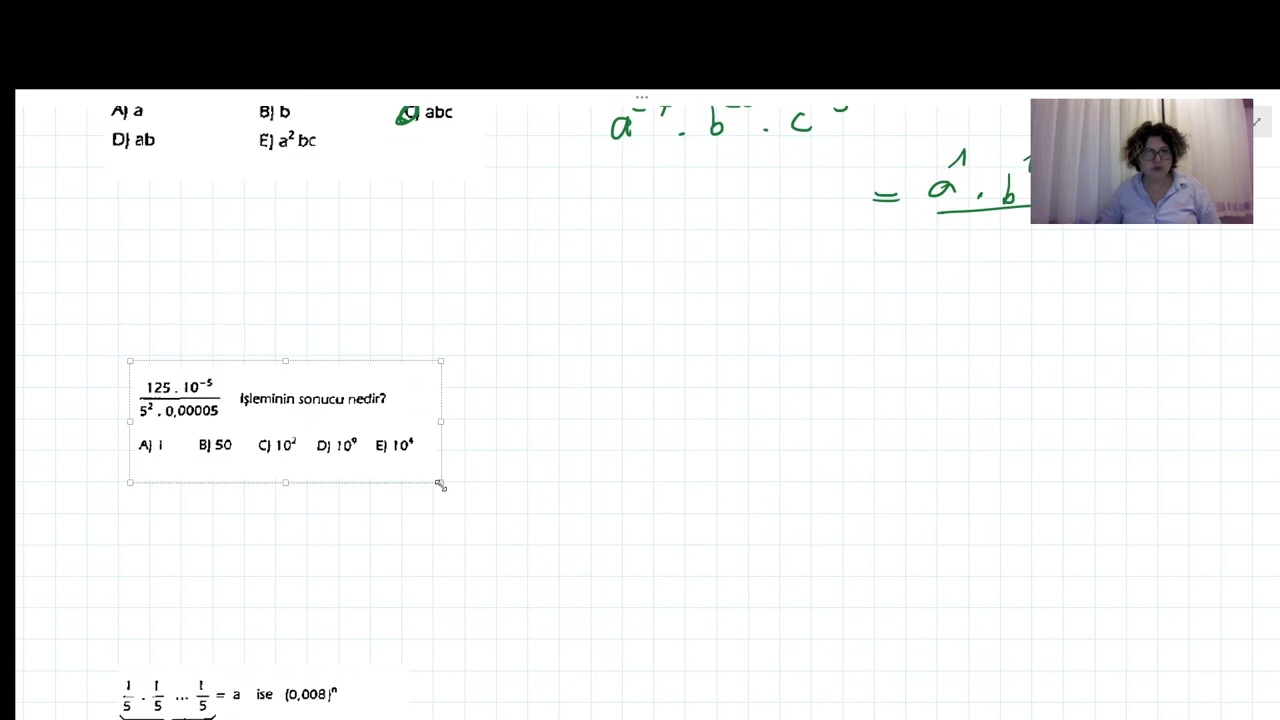 A) a B) b C) abc
D) ab E) a² bc
a . b . c
= a¹ . b
125 . 10⁻⁵
5² . 0,00005
işleminin sonucu nedir?
A) 1 B) 50 C) 10² D) 10⁹ E) 10⁴
1/5 . 1/5 ... 1/5 = a ise (0,008)ⁿ